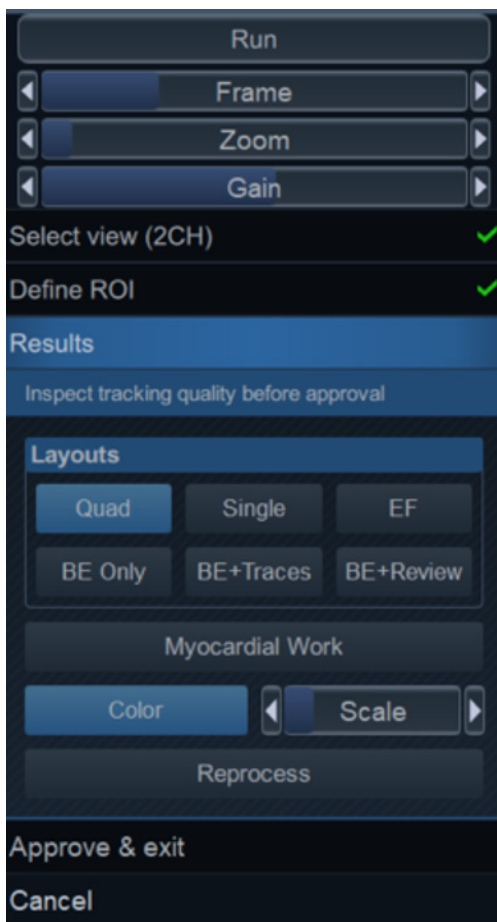 Run
Frame
Zoom
Gain
Select view (2CH)
Define ROI
Results
Inspect tracking quality before approval
Layouts
Quad Single EF
BE Only BE+Traces BE+Review
Myocardial Work
Color Scale
Reprocess
Approve & exit
Cancel